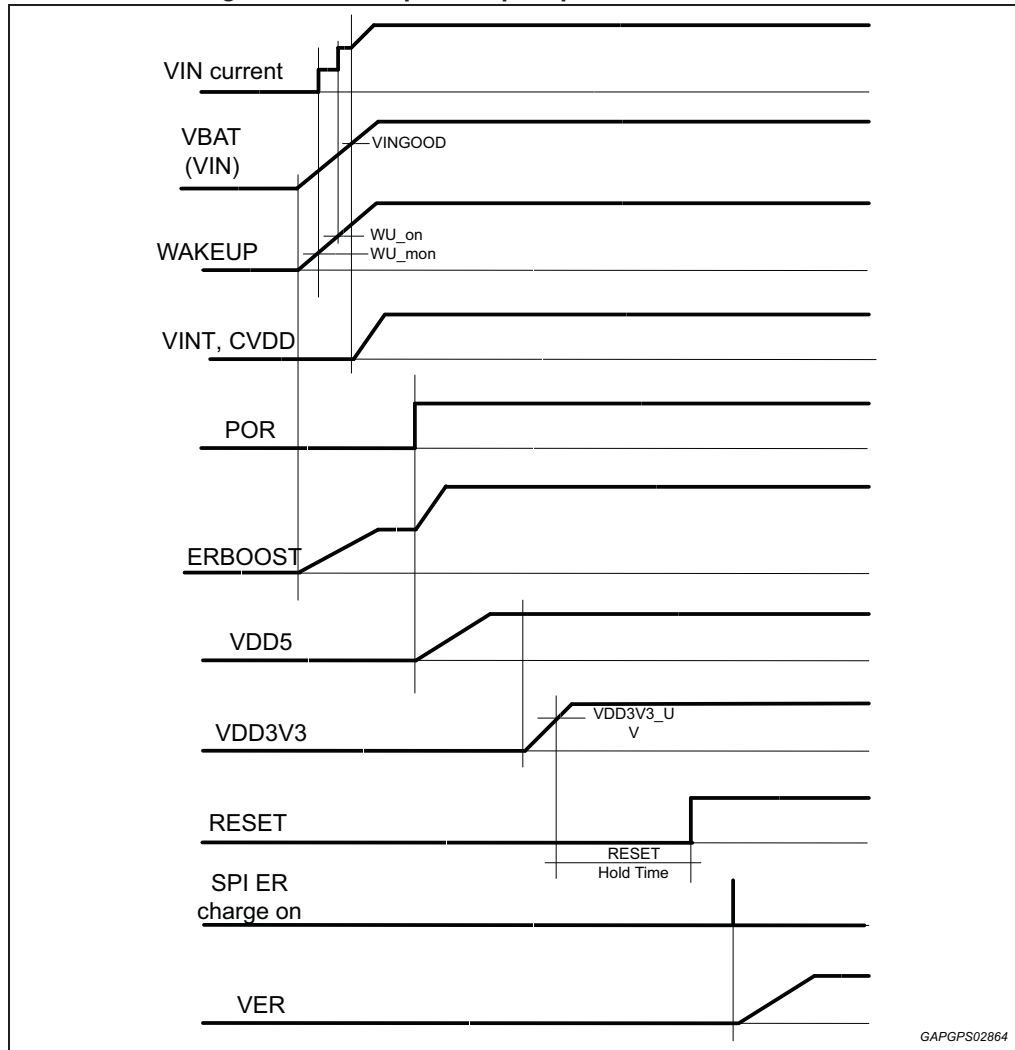 VIN current
VBAT
(VIN)
VINGOOD
WAKEUP
WU_on
WU_mon
VINT, CVDD
POR
ERBOOST
VDD5
VDD3V3
VDD3V3_U
V
RESET
RESET
Hold Time
SPI ER
charge on
VER
GAPGPS02864